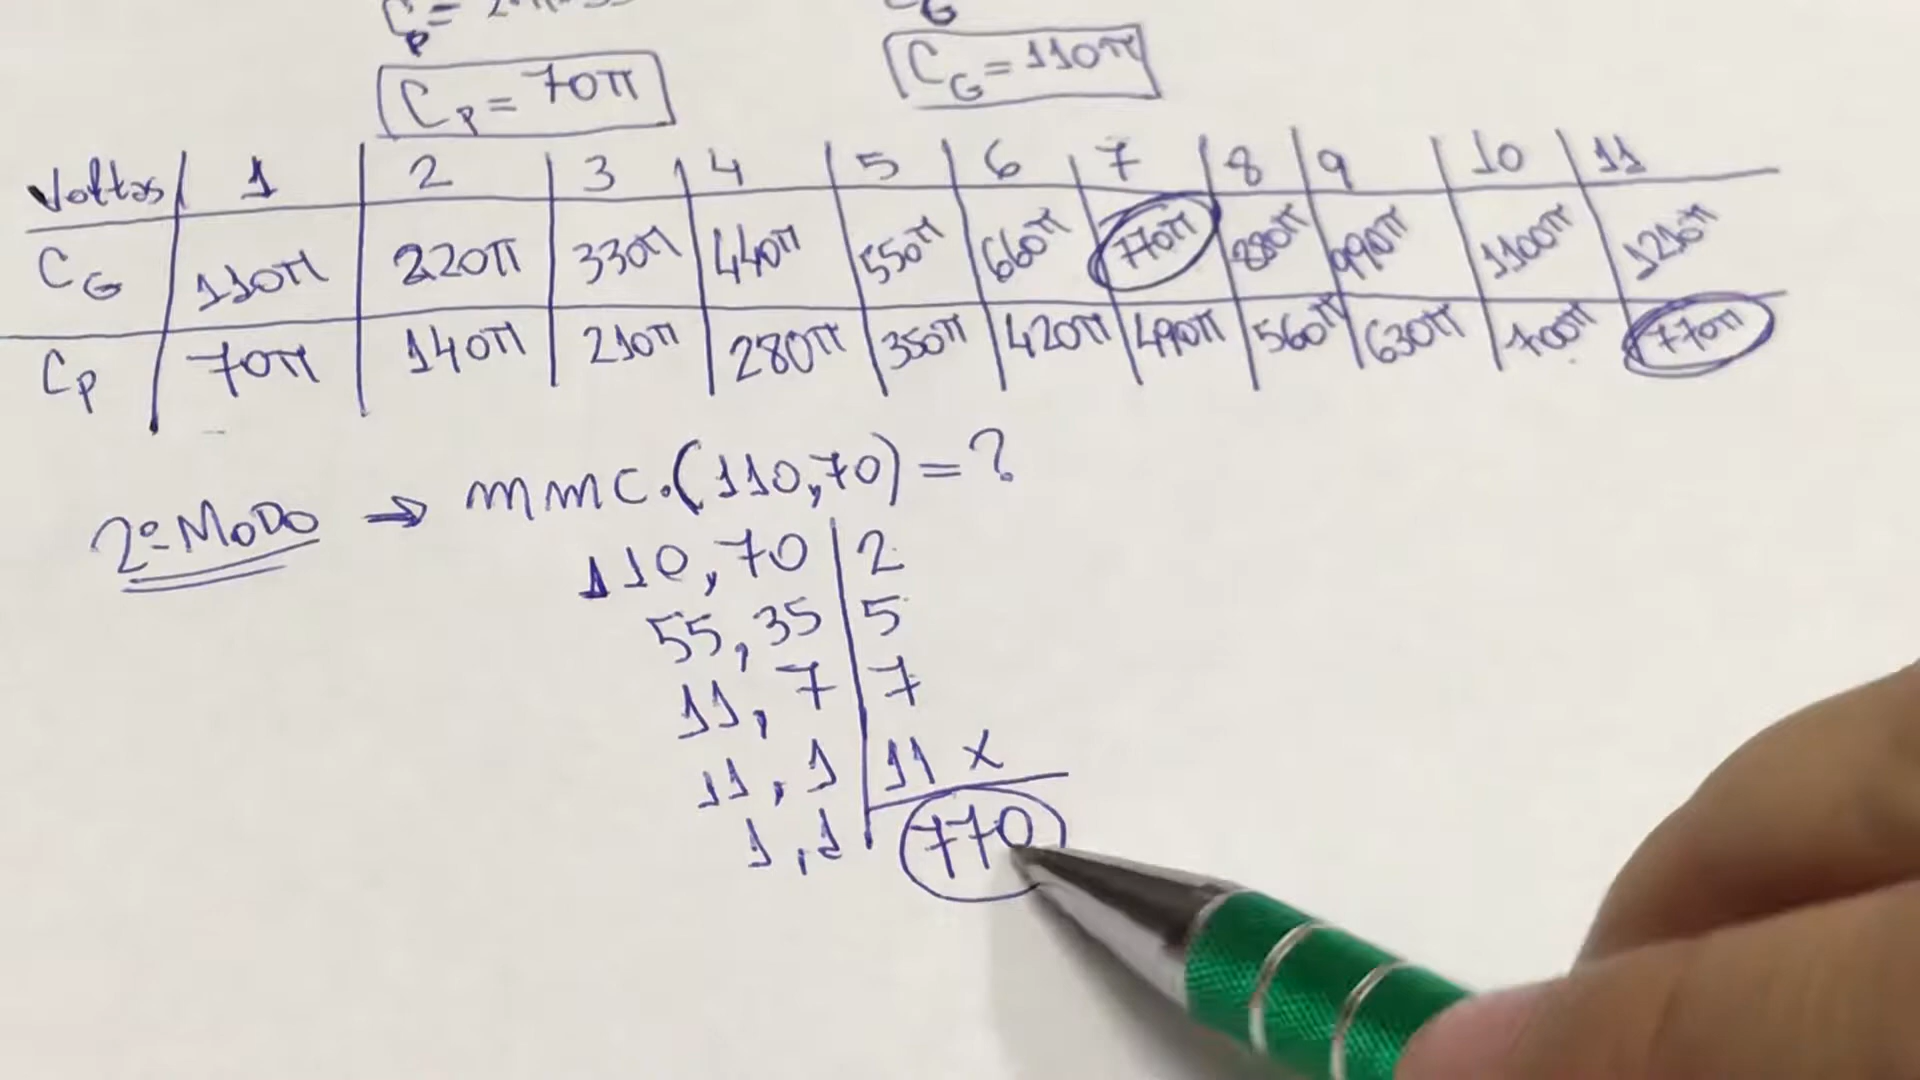 Cp =
CG
Cp = 70π
CG = 110π
Voltas 1 2 3 4 5 6 7 8 9 10 11
CG 110π 220π 330π 440π 550π 660π 770π 880π 990π 1100π 1210π
Cp 70π 140π 210π 280π 350π 420π 490π 560π 630π 700π 770π
2º MODO → mmc.(110,70) = ?
110, 70 | 2
55, 35 | 5
11, 7 | 7
11, 1 | 11 x
1, 1 770